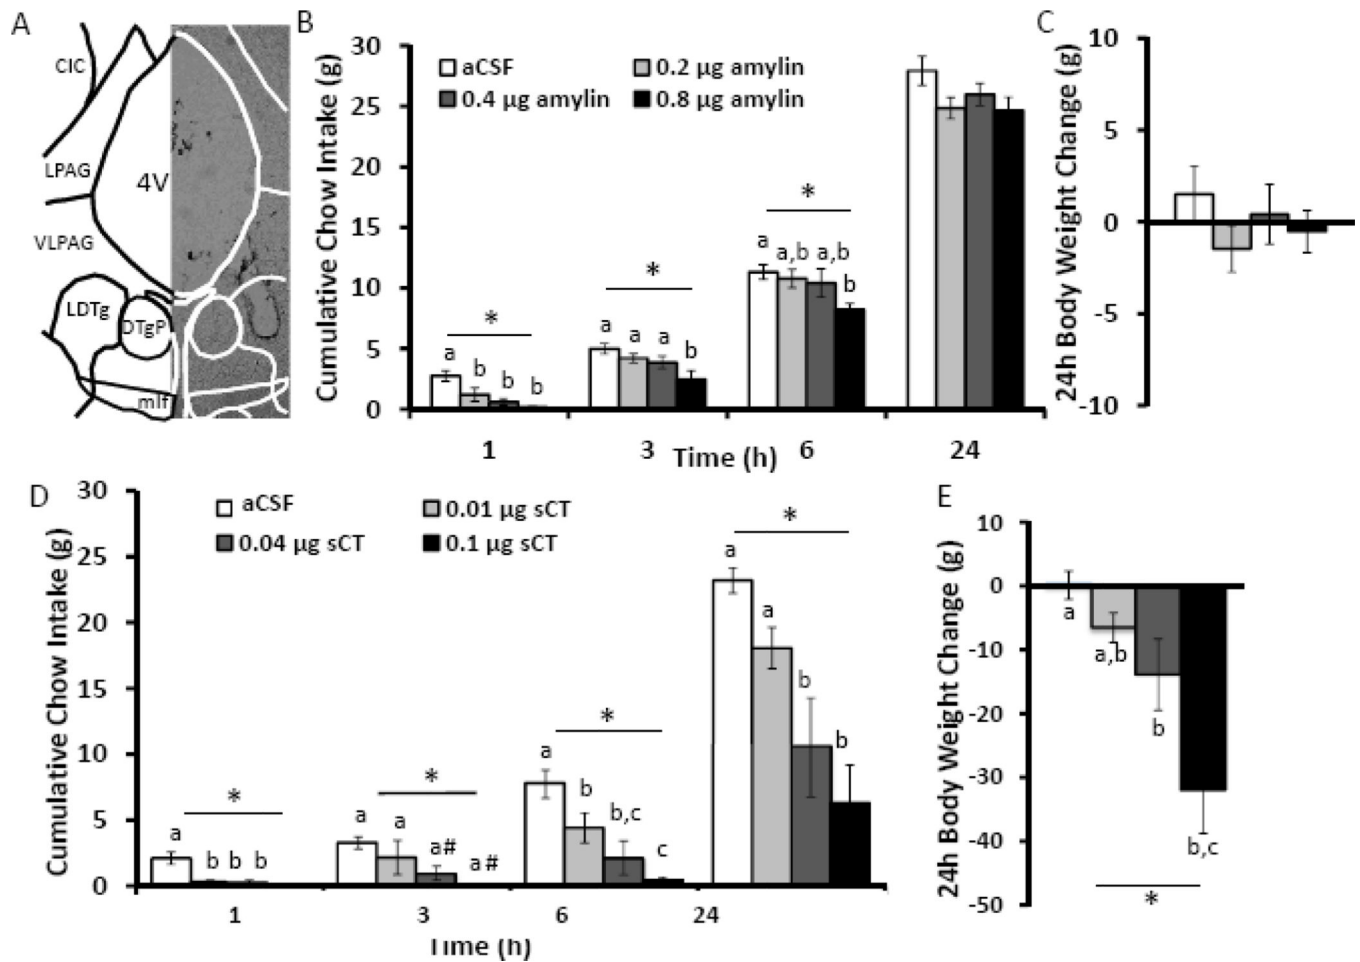 A
CIC
LPAG
4V
VLPAG
LDTg
DTgP
mlf
B
Cumulative Chow Intake (g)
30
25
20
15
10
5
0
aCSF
0.2 µg amylin
0.4 µg amylin
0.8 µg amylin
*
a
b
b
b
*
a
a
a
b
*
a
a,b
a,b
b
1
3
6
24
Time (h)
C
24h Body Weight Change (g)
10
5
0
-5
-10
D
Cumulative Chow Intake (g)
30
25
20
15
10
5
0
aCSF
0.01 µg sCT
0.04 µg sCT
0.1 µg sCT
*
a
b b b
*
a
a
a#
a #
*
a
b
b,c
c
*
a
a
b
b
1
3
6
24
Time (h)
E
24h Body Weight Change (g)
10
0
-10
-20
-30
-40
-50
a
a,b
b
b,c
*